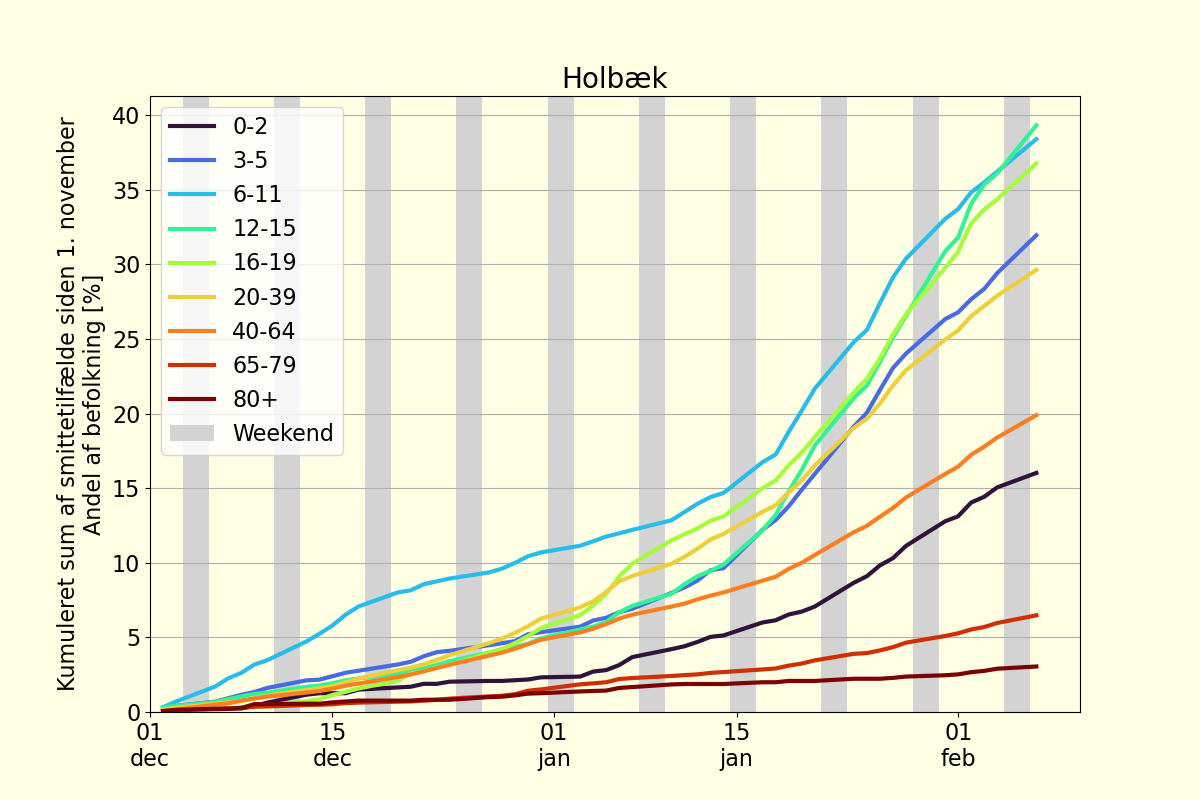 Holbæk
Kumuleret sum af smittetilfælde siden 1. november
Andel af befolkning [%]
40
35
30
25
20
15
10
5
0
0-2
3-5
6-11
12-15
16-19
20-39
40-64
65-79
80+
Weekend
01
dec
15
dec
01
jan
15
jan
01
feb